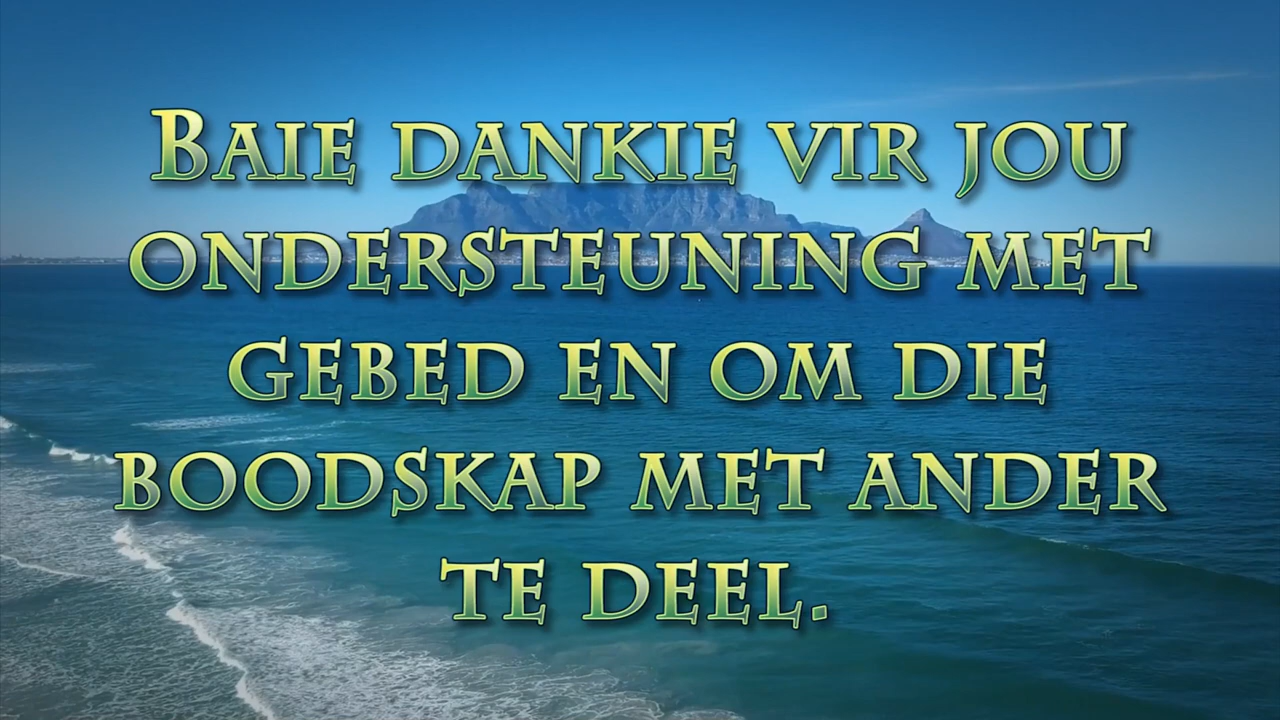 Baie dankie vir jou
ondersteuning met
gebed en om die
boodskap met ander
te deel.